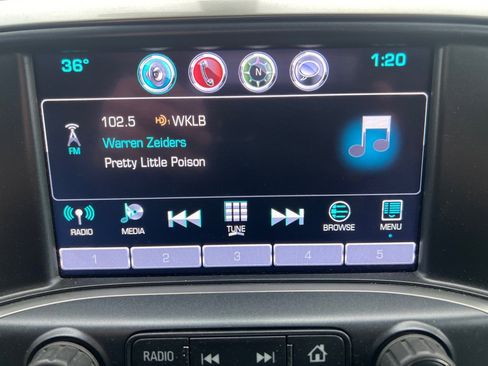 36°
N
1:20
102.5 HD1 WKLB
FM
Warren Zeiders
Pretty Little Poison
RADIO MEDIA TUNE BROWSE MENU
1 2 3 4 5
RADIO